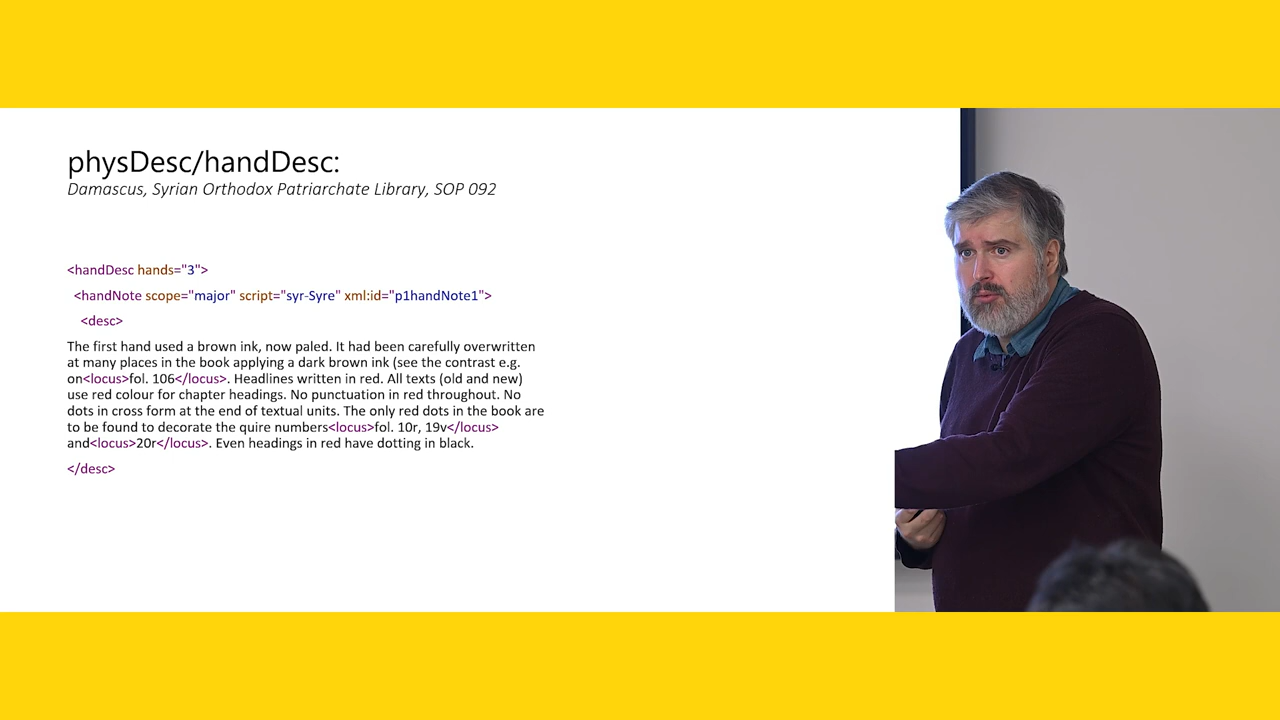 physDesc/handDesc:
Damascus, Syrian Orthodox Patriarchate Library, SOP 092
<handDesc hands="3">
<handNote scope="major" script="syr-Syre" xml:id="p1handNote1">
<desc>
The first hand used a brown ink, now paled. It had been carefully overwritten
at many places in the book applying a dark brown ink (see the contrast e.g.
on<locus>fol. 106</locus>. Headlines written in red. All texts (old and new)
use red colour for chapter headings. No punctuation in red throughout. No
dots in cross form at the end of textual units. The only red dots in the book are
to be found to decorate the quire numbers<locus>fol. 10r, 19v</locus>
and<locus>20r</locus>. Even headings in red have dotting in black.
</desc>